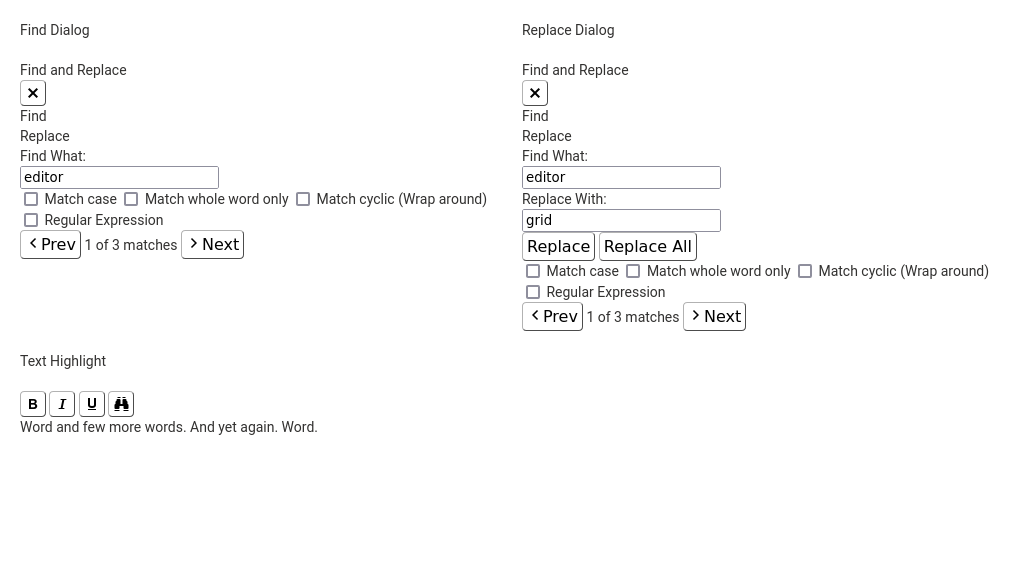 Find Dialog
Find and Replace
Find
Replace
Find What:
editor
Match case Match whole word only Match cyclic (Wrap around)
Regular Expression
Prev 1 of 3 matches Next
Replace Dialog
Find and Replace
Find
Replace
Find What:
editor
Replace With:
grid
Replace Replace All
Match case Match whole word only Match cyclic (Wrap around)
Regular Expression
Prev 1 of 3 matches Next
Text Highlight
B I U
Word and few more words. And yet again. Word.